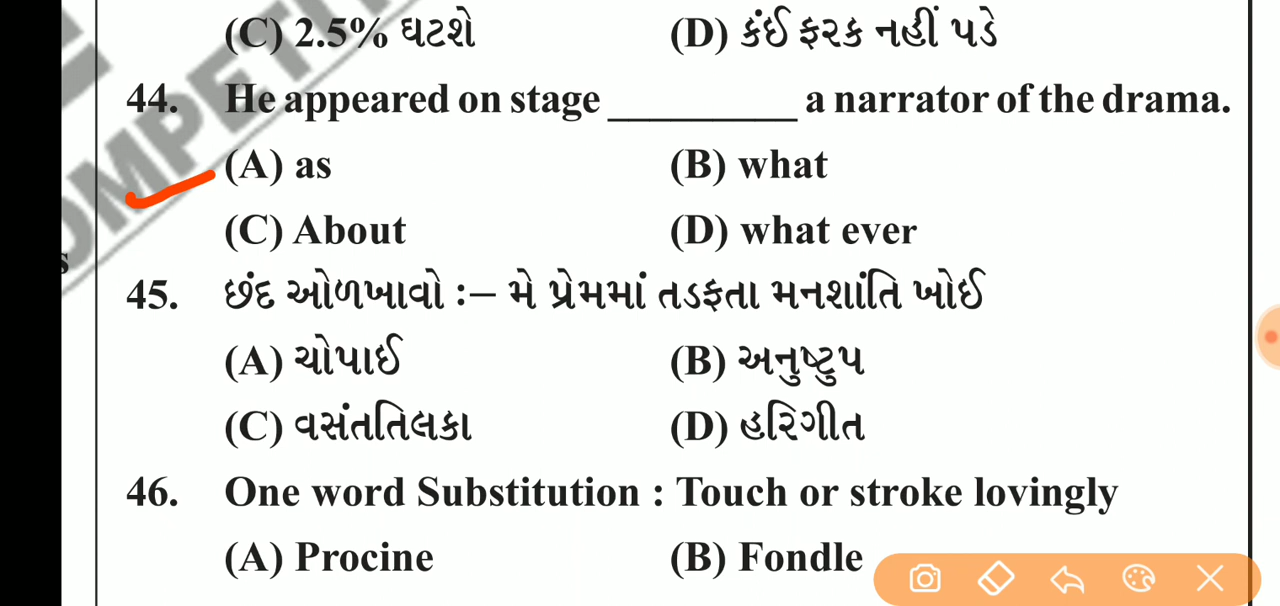 (C) 2.5% ઘટશે (D) કંઈ ફરક નહીં પડે
44. He appeared on stage _________ a narrator of the drama.
(A) as (B) what
(C) About (D) what ever
45. છંદ ઓળખાવો :– મે પ્રેમમાં તડફતા મનશાંતિ ખોઈ
(A) ચોપાઈ (B) અનુષ્ટુપ
(C) વસંતતિલકા (D) હરિગીત
46. One word Substitution : Touch or stroke lovingly
(A) Procine (B) Fondle